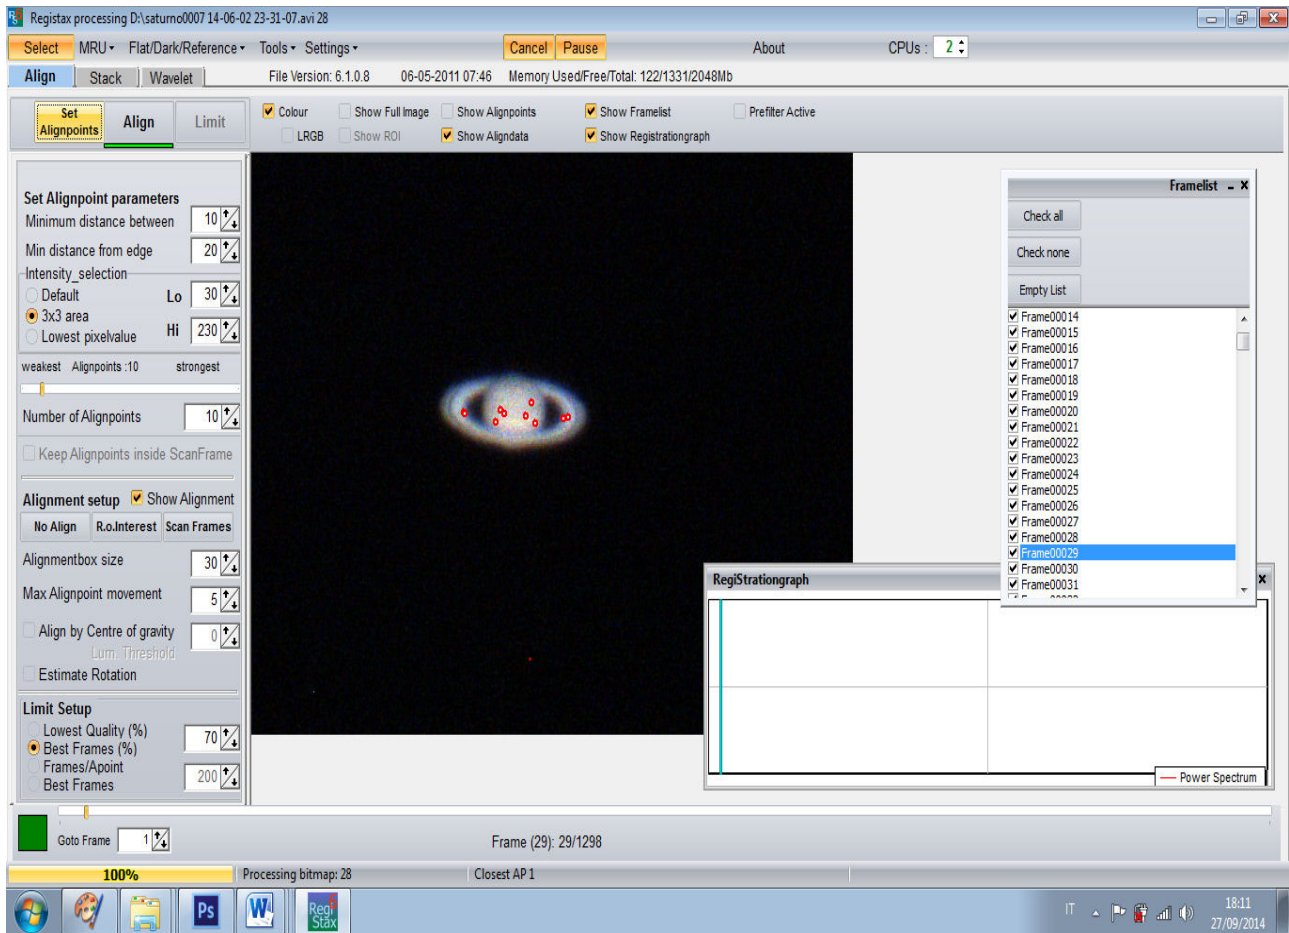 Registax processing D:\saturno0007 14-06-02 23-31-07.avi 28
Select MRU Flat/Dark/Reference Tools Settings Cancel Pause About CPUs : 2
Align Stack Wavelet File Version: 6.1.0.8 06-05-2011 07:46 Memory Used/Free/Total: 122/1331/2048Mb
Set Alignpoints Align Limit
Colour Show Full Image Show Alignpoints Show Framelist Prefilter Active
LRGB Show ROI Show Aligndata Show Registrationgraph
Set Alignpoint parameters
Minimum distance between 10
Min distance from edge 20
Intensity_selection
Default
Lo 30
3x3 area
Lowest pixelvalue
Hi 230
weakest Alignpoints :10 strongest
Number of Alignpoints 10
Keep Alignpoints inside ScanFrame
Alignment setup Show Alignment
No Align R.o.Interest Scan Frames
Alignmentbox size 30
Max Alignpoint movement 5
Align by Centre of gravity 0
Lum. Threshold
Estimate Rotation
Limit Setup
Lowest Quality (%)
Best Frames (%) 70
Frames/Apoint
Best Frames 200
Framelist
Check all
Check none
Empty List
Frame00014
Frame00015
Frame00016
Frame00017
Frame00018
Frame00019
Frame00020
Frame00021
Frame00022
Frame00023
Frame00024
Frame00025
Frame00026
Frame00027
Frame00028
Frame00029
Frame00030
Frame00031
RegiStrationgraph
Power Spectrum
Goto Frame 1 Frame (29): 29/1298
100% Processing bitmap: 28 Closest AP 1
Ps W Regi Stax IT 18:11
27/09/2014